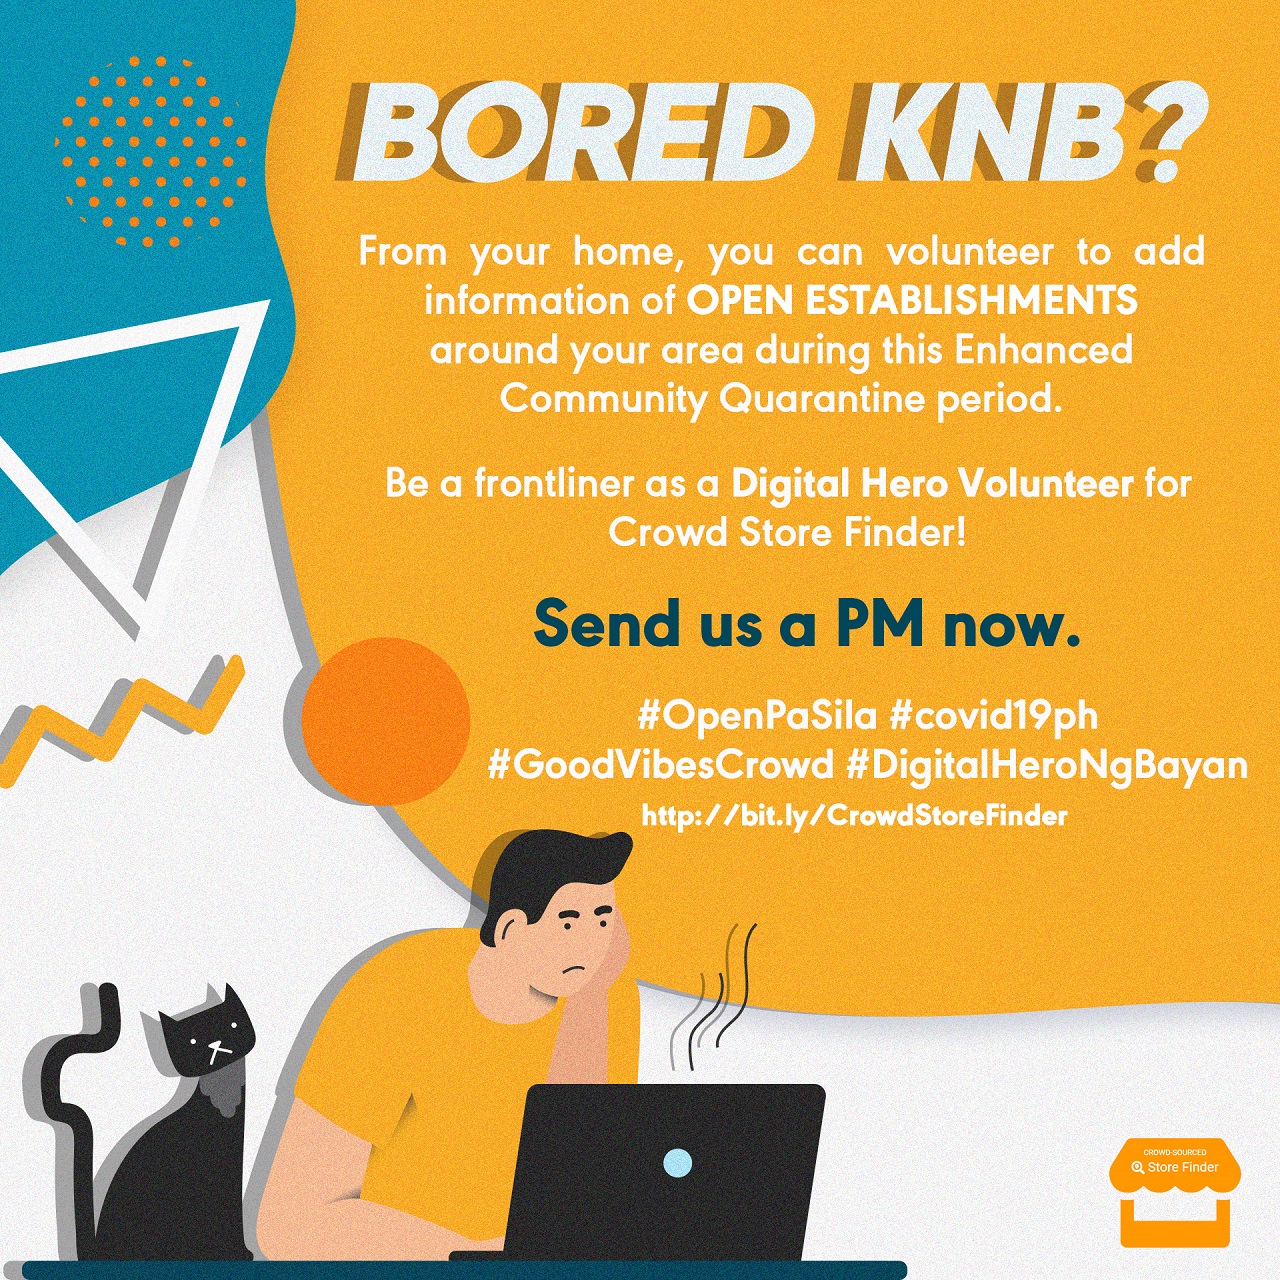 BORED KNB?
From your home, you can volunteer to add
information of OPEN ESTABLISHMENTS
around your area during this Enhanced
Community Quarantine period.
Be a frontliner as a Digital Hero Volunteer for
Crowd Store Finder!
Send us a PM now.
#OpenPaSila #covid19ph
#GoodVibesCrowd #DigitalHeroNgBayan
http://bit.ly/CrowdStoreFinder
CROWD-SOURCED
Store Finder